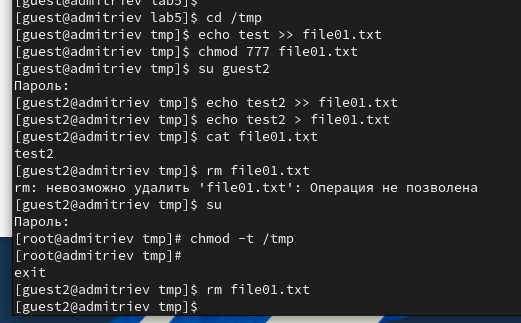 [guest@admitriev lab5]$
[guest@admitriev lab5]$ cd /tmp
[guest@admitriev tmp]$ echo test >> file01.txt
[guest@admitriev tmp]$ chmod 777 file01.txt
[guest@admitriev tmp]$ su guest2
Пароль:
[guest2@admitriev tmp]$ echo test2 >> file01.txt
[guest2@admitriev tmp]$ echo test2 > file01.txt
[guest2@admitriev tmp]$ cat file01.txt
test2
[guest2@admitriev tmp]$ rm file01.txt
rm: невозможно удалить 'file01.txt': Операция не позволена
[guest2@admitriev tmp]$ su
Пароль:
[root@admitriev tmp]# chmod -t /tmp
[root@admitriev tmp]#
exit
[guest2@admitriev tmp]$ rm file01.txt
[guest2@admitriev tmp]$